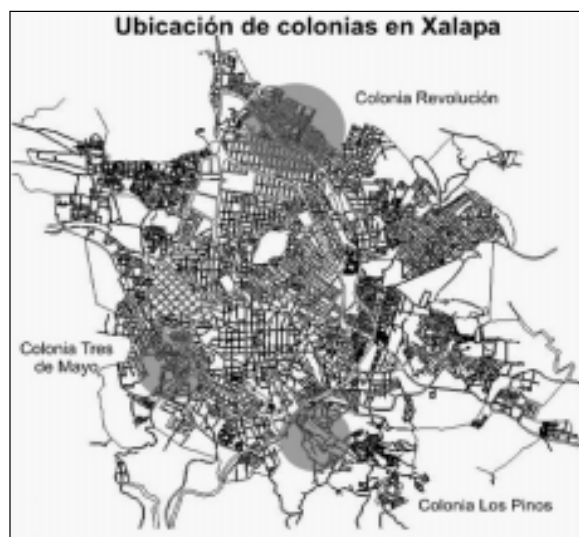 Ubicación de colonias en Xalapa
Colonia Revolución
Colonia Tres
de Mayo
Colonia Los Pinos